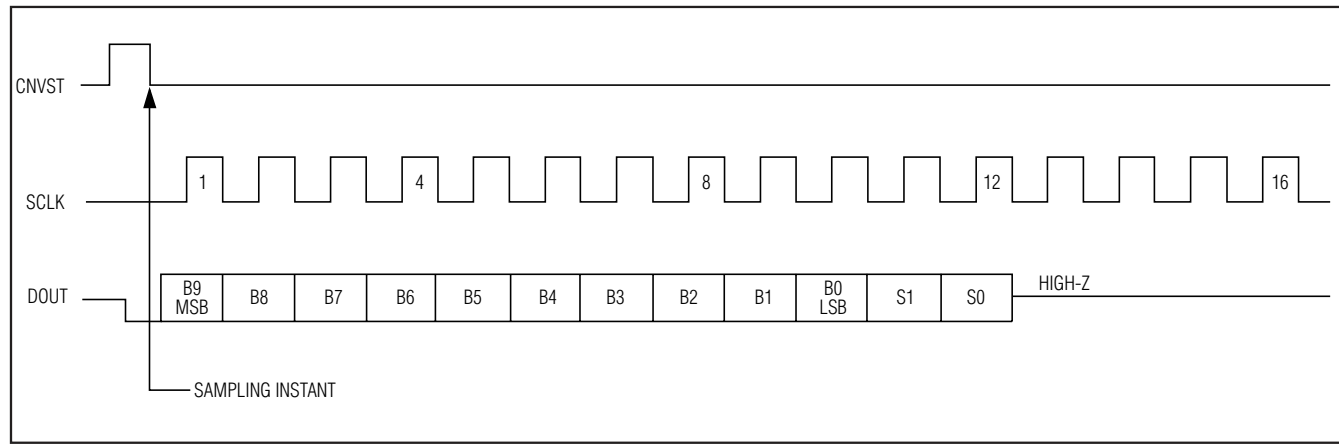 CNVST
SCLK
1 4 8 12 16
DOUT
B9 MSB
B8
B7
B6
B5
B4
B3
B2
B1
B0 LSB
S1
S0
HIGH-Z
SAMPLING INSTANT